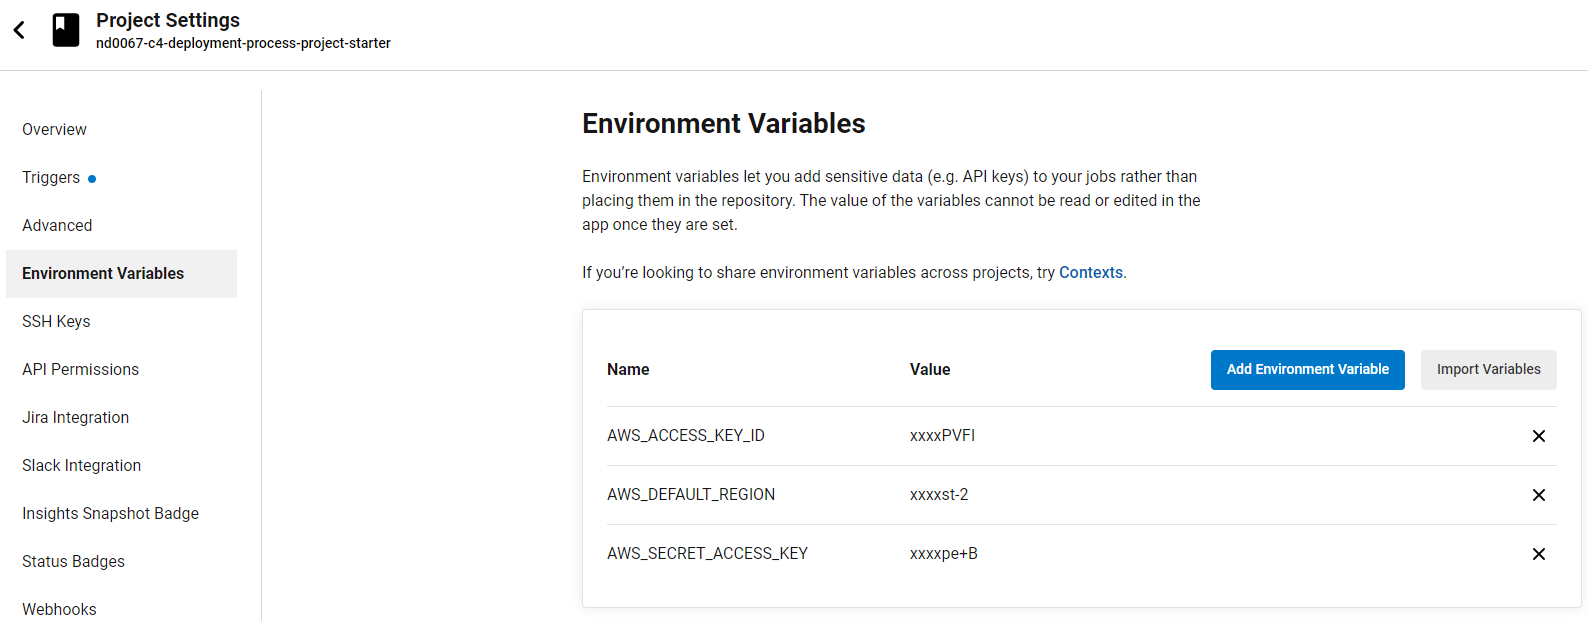 Project Settings
nd0067-c4-deployment-process-project-starter
Overview
Triggers
Advanced
Environment Variables
SSH Keys
API Permissions
Jira Integration
Slack Integration
Insights Snapshot Badge
Status Badges
Webhooks
Environment Variables
Environment variables let you add sensitive data (e.g. API keys) to your jobs rather than
placing them in the repository. The value of the variables cannot be read or edited in the
app once they are set.
If you’re looking to share environment variables across projects, try Contexts.
Name Value Add Environment Variable Import Variables
AWS_ACCESS_KEY_ID xxxxPVFI
AWS_DEFAULT_REGION xxxxst-2
AWS_SECRET_ACCESS_KEY xxxxpe+B